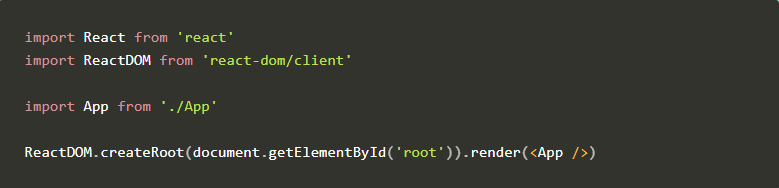 import React from 'react'
import ReactDOM from 'react-dom/client'
import App from './App'
ReactDOM.createRoot(document.getElementById('root')).render(<App />)